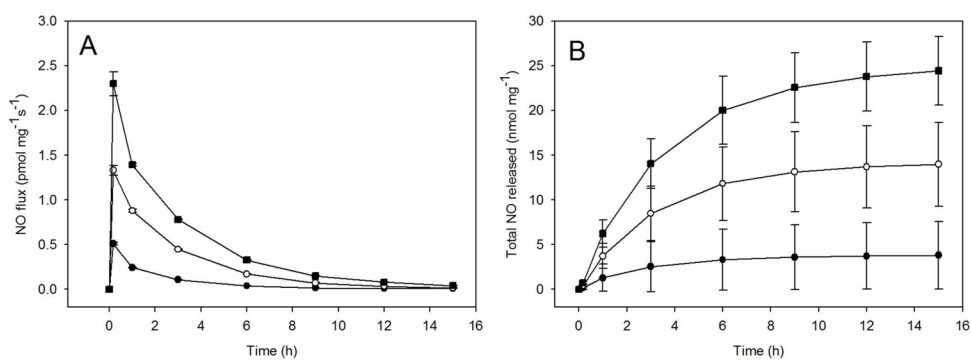 A
NO flux (pmol mg⁻¹s⁻¹)
3.0
2.5
2.0
1.5
1.0
0.5
0.0
0 2 4 6 8 10 12 14 16
Time (h)
B
Total NO released (nmol mg⁻¹)
30
25
20
15
10
5
0
0 2 4 6 8 10 12 14 16
Time (h)